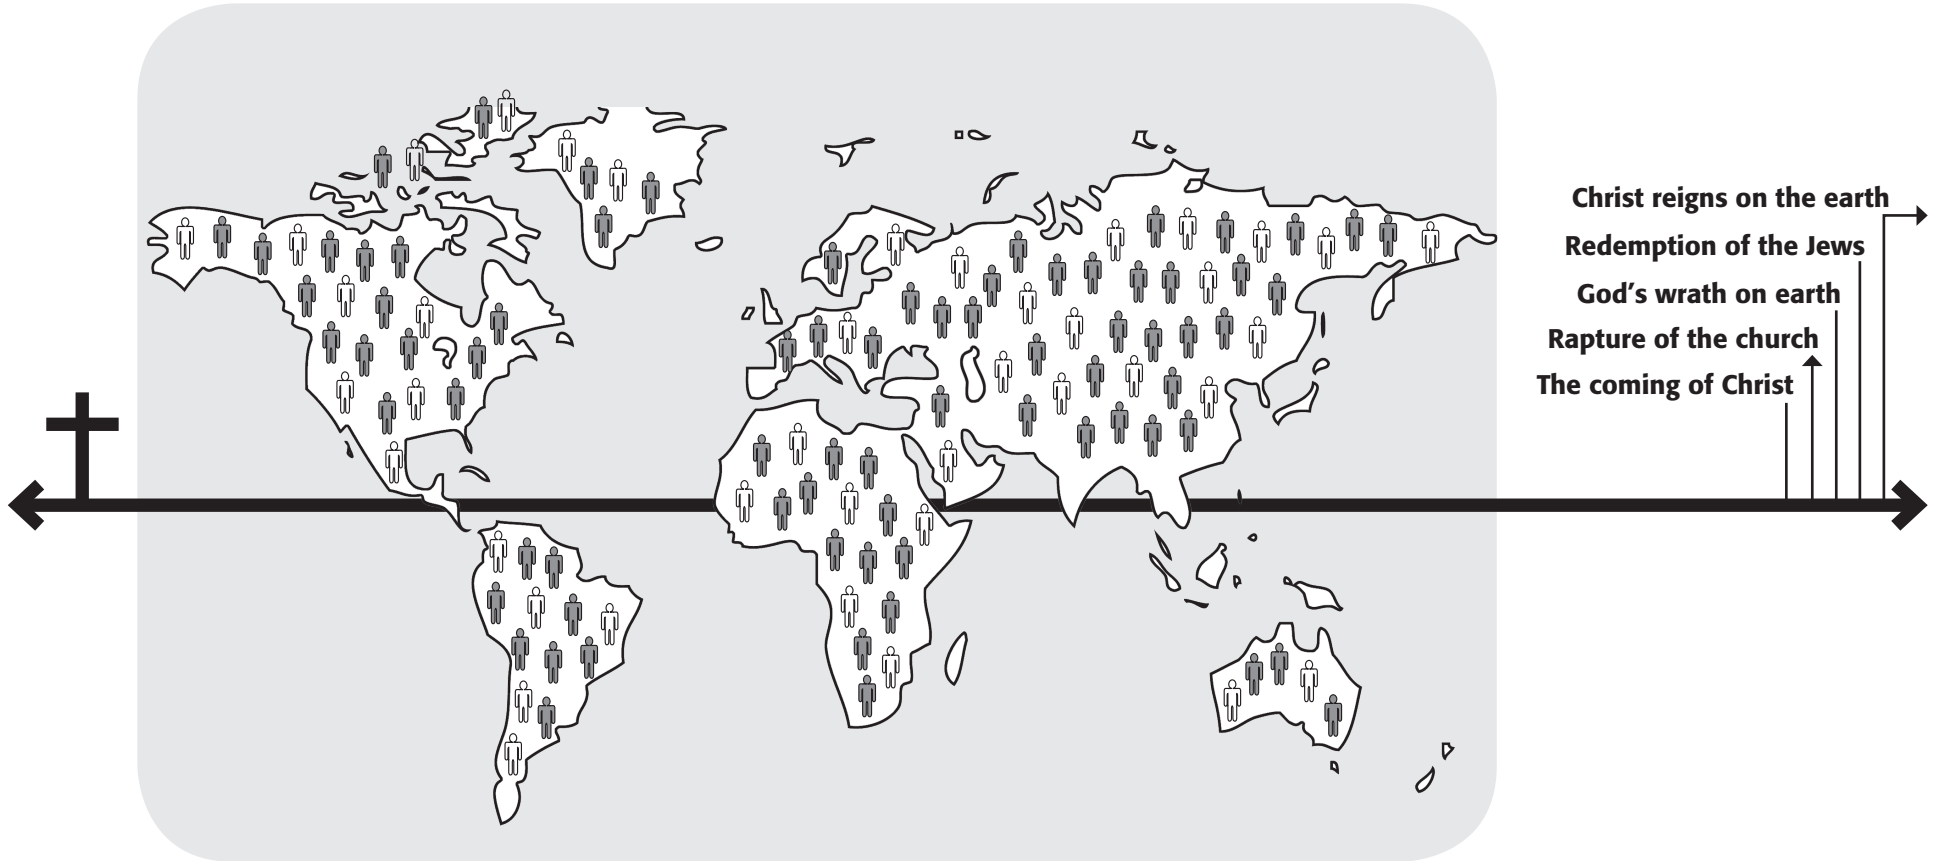 Christ reigns on the earth
Redemption of the Jews
God’s wrath on earth
Rapture of the church
The coming of Christ